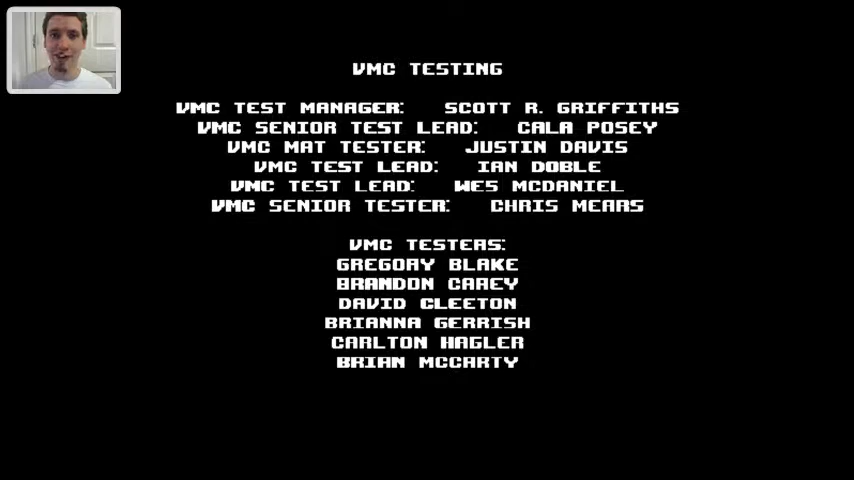 VMC TESTING
VMC TEST MANAGER: SCOTT R. GRIFFITHS
VMC SENIOR TEST LEAD: CALA POSEY
VMC MAT TESTER: JUSTIN DAVIS
VMC TEST LEAD: IAN DOBLE
VMC TEST LEAD: WES MCDANIEL
VMC SENIOR TESTER: CHRIS MEARS
VMC TESTERS:
GREGORY BLAKE
BRANDON CAREY
DAVID CLEETON
BRIANNA GERRISH
CARLTON HAGLER
BRIAN MCCARTY